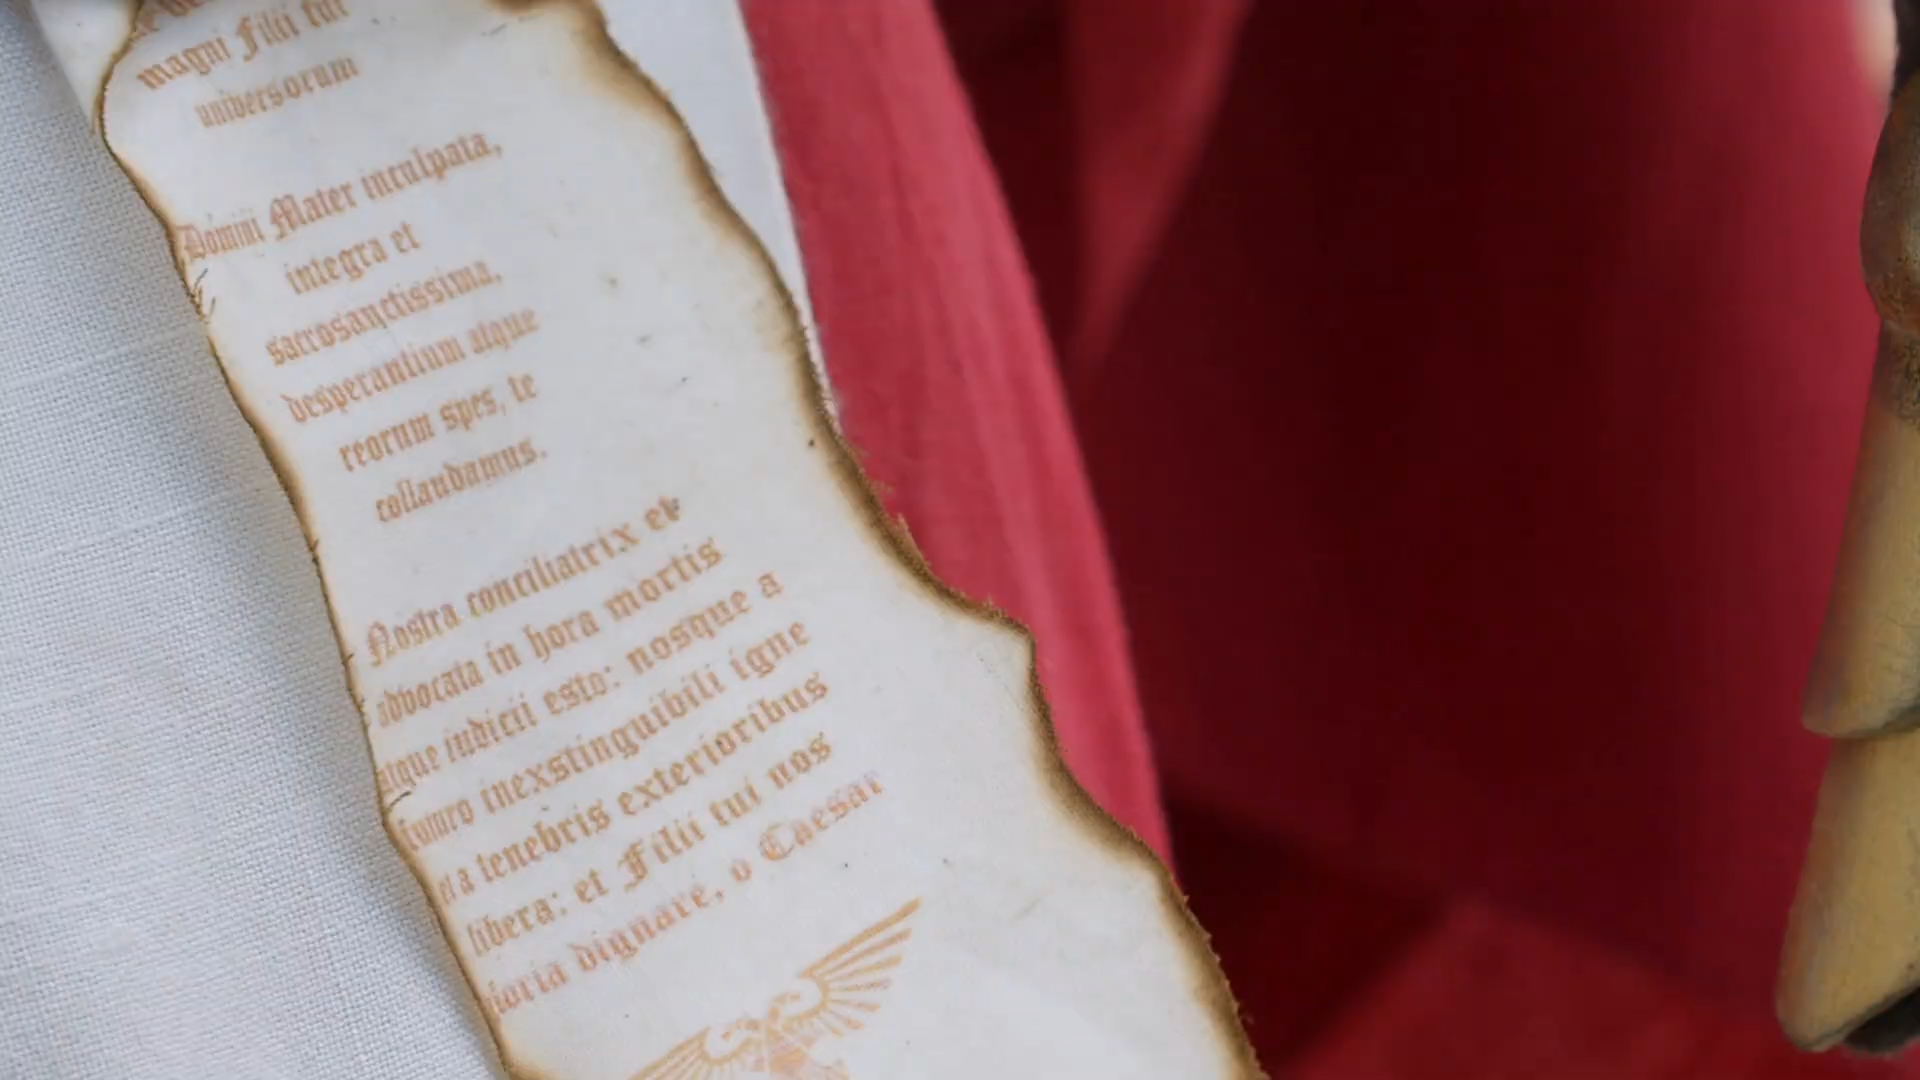 magni Filii tui
universorum
Domini Mater inculpata,
integra et
sacrosanctissima,
desperantium atque
reorum spes, te
collaudamus.
Nostra conciliatrix et
advocata in hora mortis
atque iudicii esto: nosque a
futuro inexstinguibili igne
et a tenebris exterioribus
libera: et Filii tui nos
gloria dignare, o Caesar